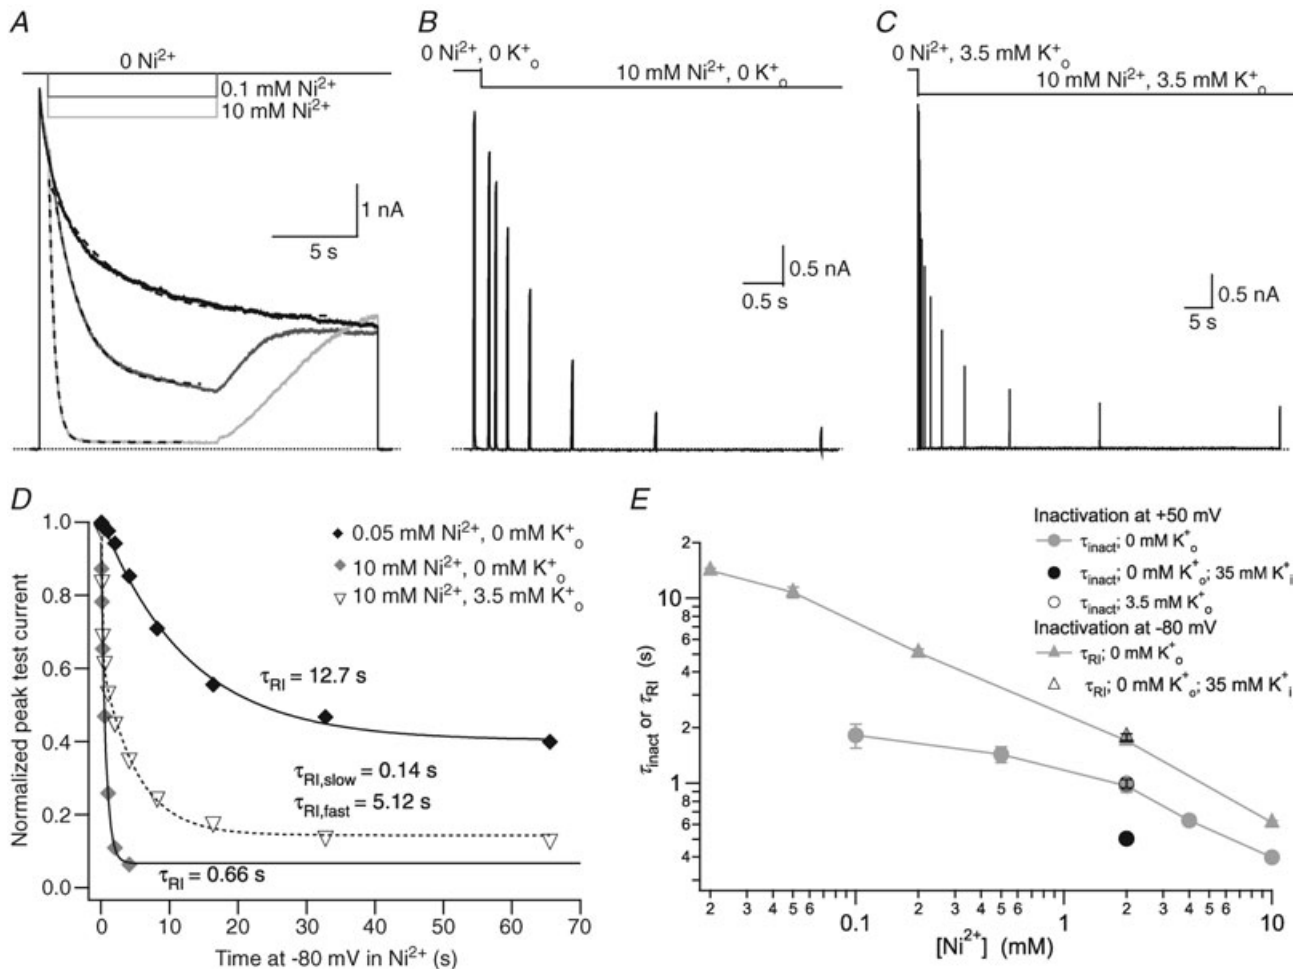 A
0 Ni²⁺
0.1 mM Ni²⁺
10 mM Ni²⁺
1 nA
5 s
B
0 Ni²⁺, 0 K⁺ₒ
10 mM Ni²⁺, 0 K⁺ₒ
0.5 nA
0.5 s
C
0 Ni²⁺, 3.5 mM K⁺ₒ
10 mM Ni²⁺, 3.5 mM K⁺ₒ
0.5 nA
5 s
D
1.0
0.8
0.6
0.4
0.2
0.0
Normalized peak test current
0.05 mM Ni²⁺, 0 mM K⁺ₒ
10 mM Ni²⁺, 0 mM K⁺ₒ
10 mM Ni²⁺, 3.5 mM K⁺ₒ
τRI = 12.7 s
τRI,slow = 0.14 s
τRI,fast = 5.12 s
τRI = 0.66 s
0 10 20 30 40 50 60 70
Time at -80 mV in Ni²⁺ (s)
E
Inactivation at +50 mV
τinact; 0 mM K⁺ₒ
τinact; 0 mM K⁺ₒ; 35 mM K⁺ᵢ
τinact; 3.5 mM K⁺ₒ
Inactivation at -80 mV
τRI; 0 mM K⁺ₒ
τRI; 0 mM K⁺ₒ; 35 mM K⁺ᵢ
τinact or τRI (s)
2
10
8
6
5
4
2
1
8
6
5
4
2 5 6 0.1 2 3 4 5 6 1 2 3 4 5 6 10
[Ni²⁺] (mM)